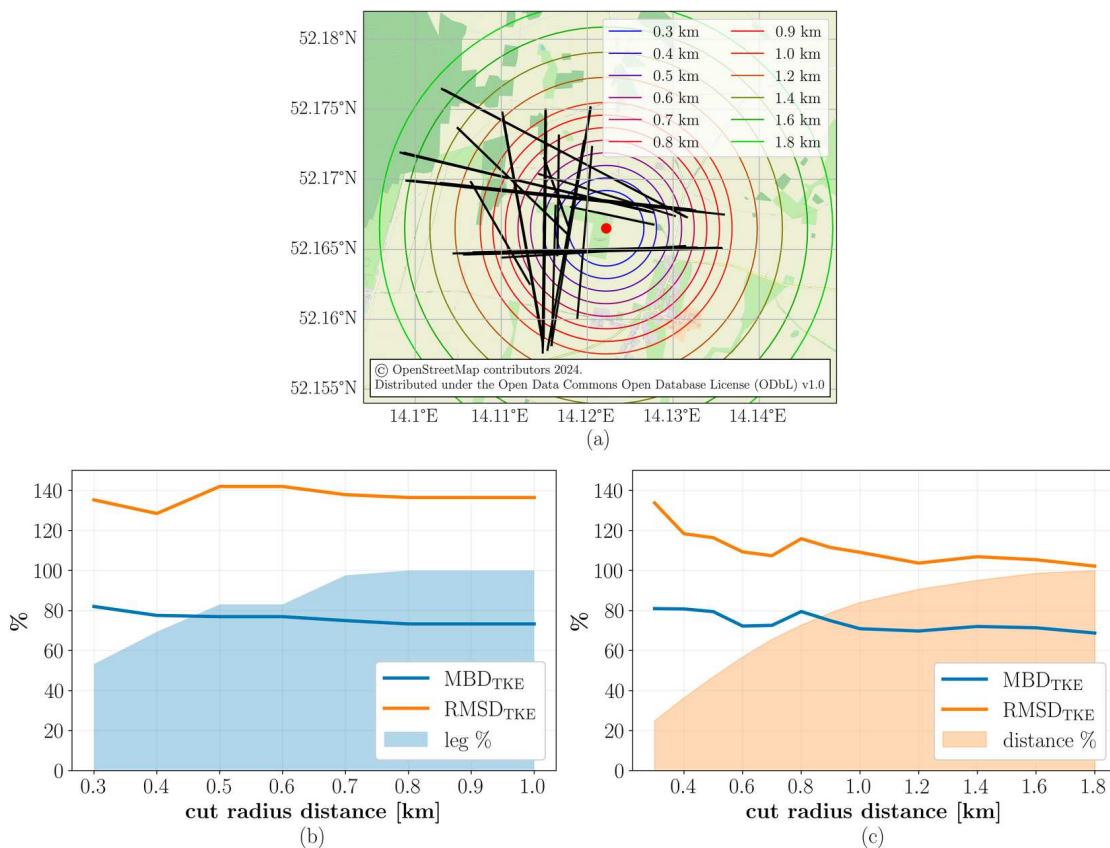 52.18°N
52.175°N
52.17°N
52.165°N
52.16°N
52.155°N
0.3 km
0.4 km
0.5 km
0.6 km
0.7 km
0.8 km
0.9 km
1.0 km
1.2 km
1.4 km
1.6 km
1.8 km
© OpenStreetMap contributors 2024.
Distributed under the Open Data Commons Open Database License (ODbL) v1.0
14.1°E 14.11°E 14.12°E 14.13°E 14.14°E
(a)
140
120
100
80
60
40
20
0
%
MBD_TKE
RMSD_TKE
leg %
0.3 0.4 0.5 0.6 0.7 0.8 0.9 1.0
cut radius distance [km]
(b)
140
120
100
80
60
40
20
0
%
MBD_TKE
RMSD_TKE
distance %
0.4 0.6 0.8 1.0 1.2 1.4 1.6 1.8
cut radius distance [km]
(c)